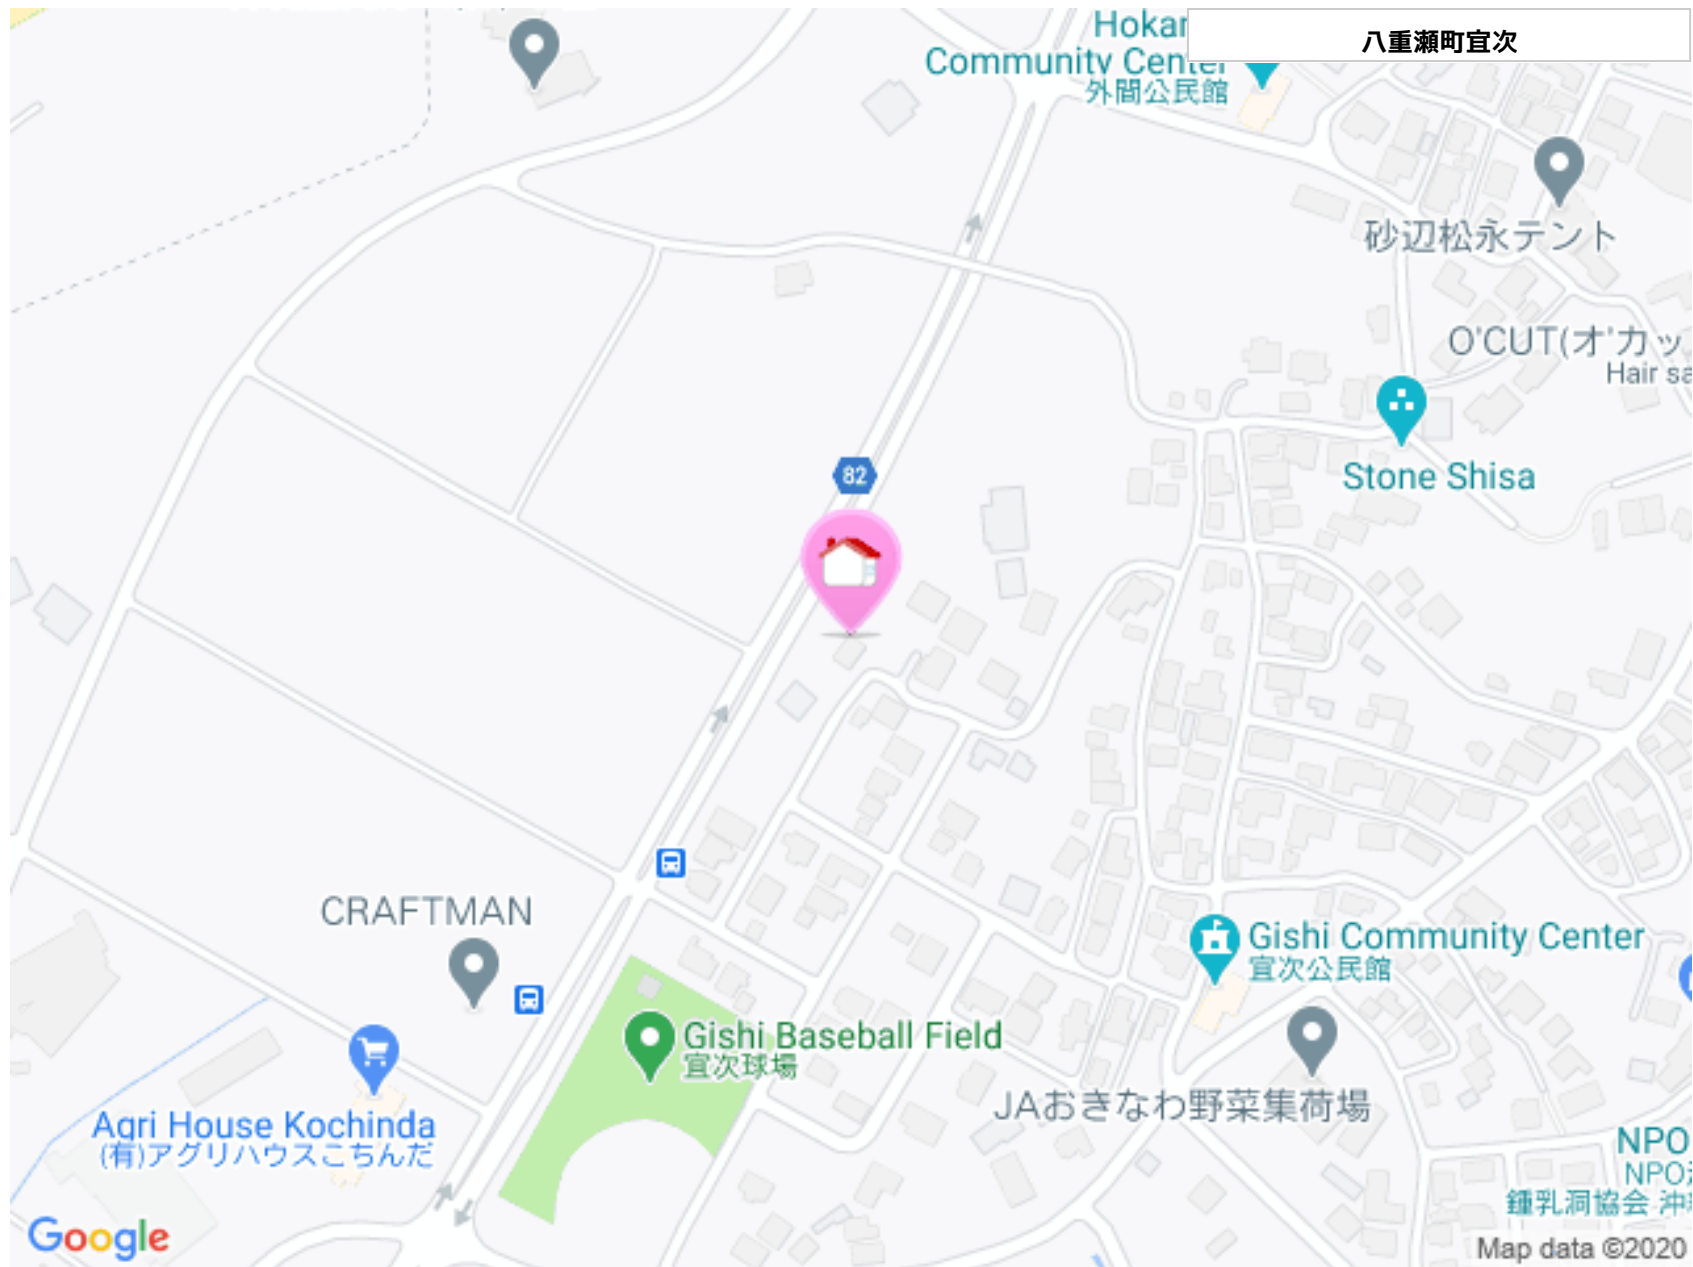 八重瀬町宜次
Community Center
外間公民館
砂辺松永テント
O'CUT(オ'カッ
Hair
82
Stone Shisa
CRAFTMAN
Gishi Community Center
宜次公民館
Gishi Baseball Field
宜次球場
JAおきなわ野菜集荷場
Agri House Kochinda
(有)アグリハウスこちんだ
NPO
NPO
鍾乳洞協会
Google
Map data ©2020